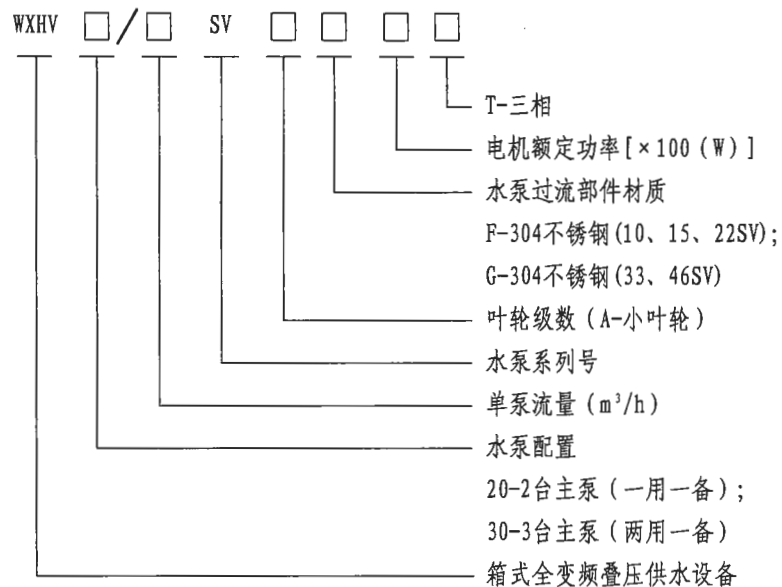 WXHV □/□ SV □ □ □ □
T-三相
电机额定功率[×100(W)]
水泵过流部件材质
F-304不锈钢(10、15、22SV);
G-304不锈钢(33、46SV)
叶轮级数(A-小叶轮)
水泵系列号
单泵流量(m³/h)
水泵配置
20-2台主泵(一用一备);
30-3台主泵(两用一备)
箱式全变频叠压供水设备